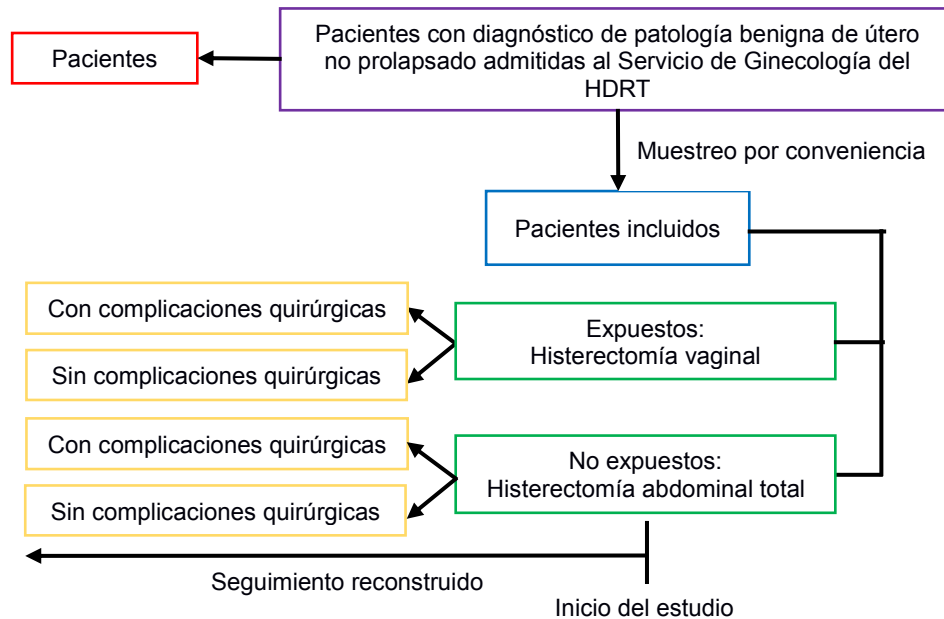 Pacientes
Pacientes con diagnóstico de patología benigna de útero
no prolapsado admitidas al Servicio de Ginecología del
HDRT
Muestreo por conveniencia
Pacientes incluidos
Con complicaciones quirúrgicas
Sin complicaciones quirúrgicas
Expuestos:
Histerectomía vaginal
Con complicaciones quirúrgicas
Sin complicaciones quirúrgicas
No expuestos:
Histerectomía abdominal total
Seguimiento reconstruido
Inicio del estudio